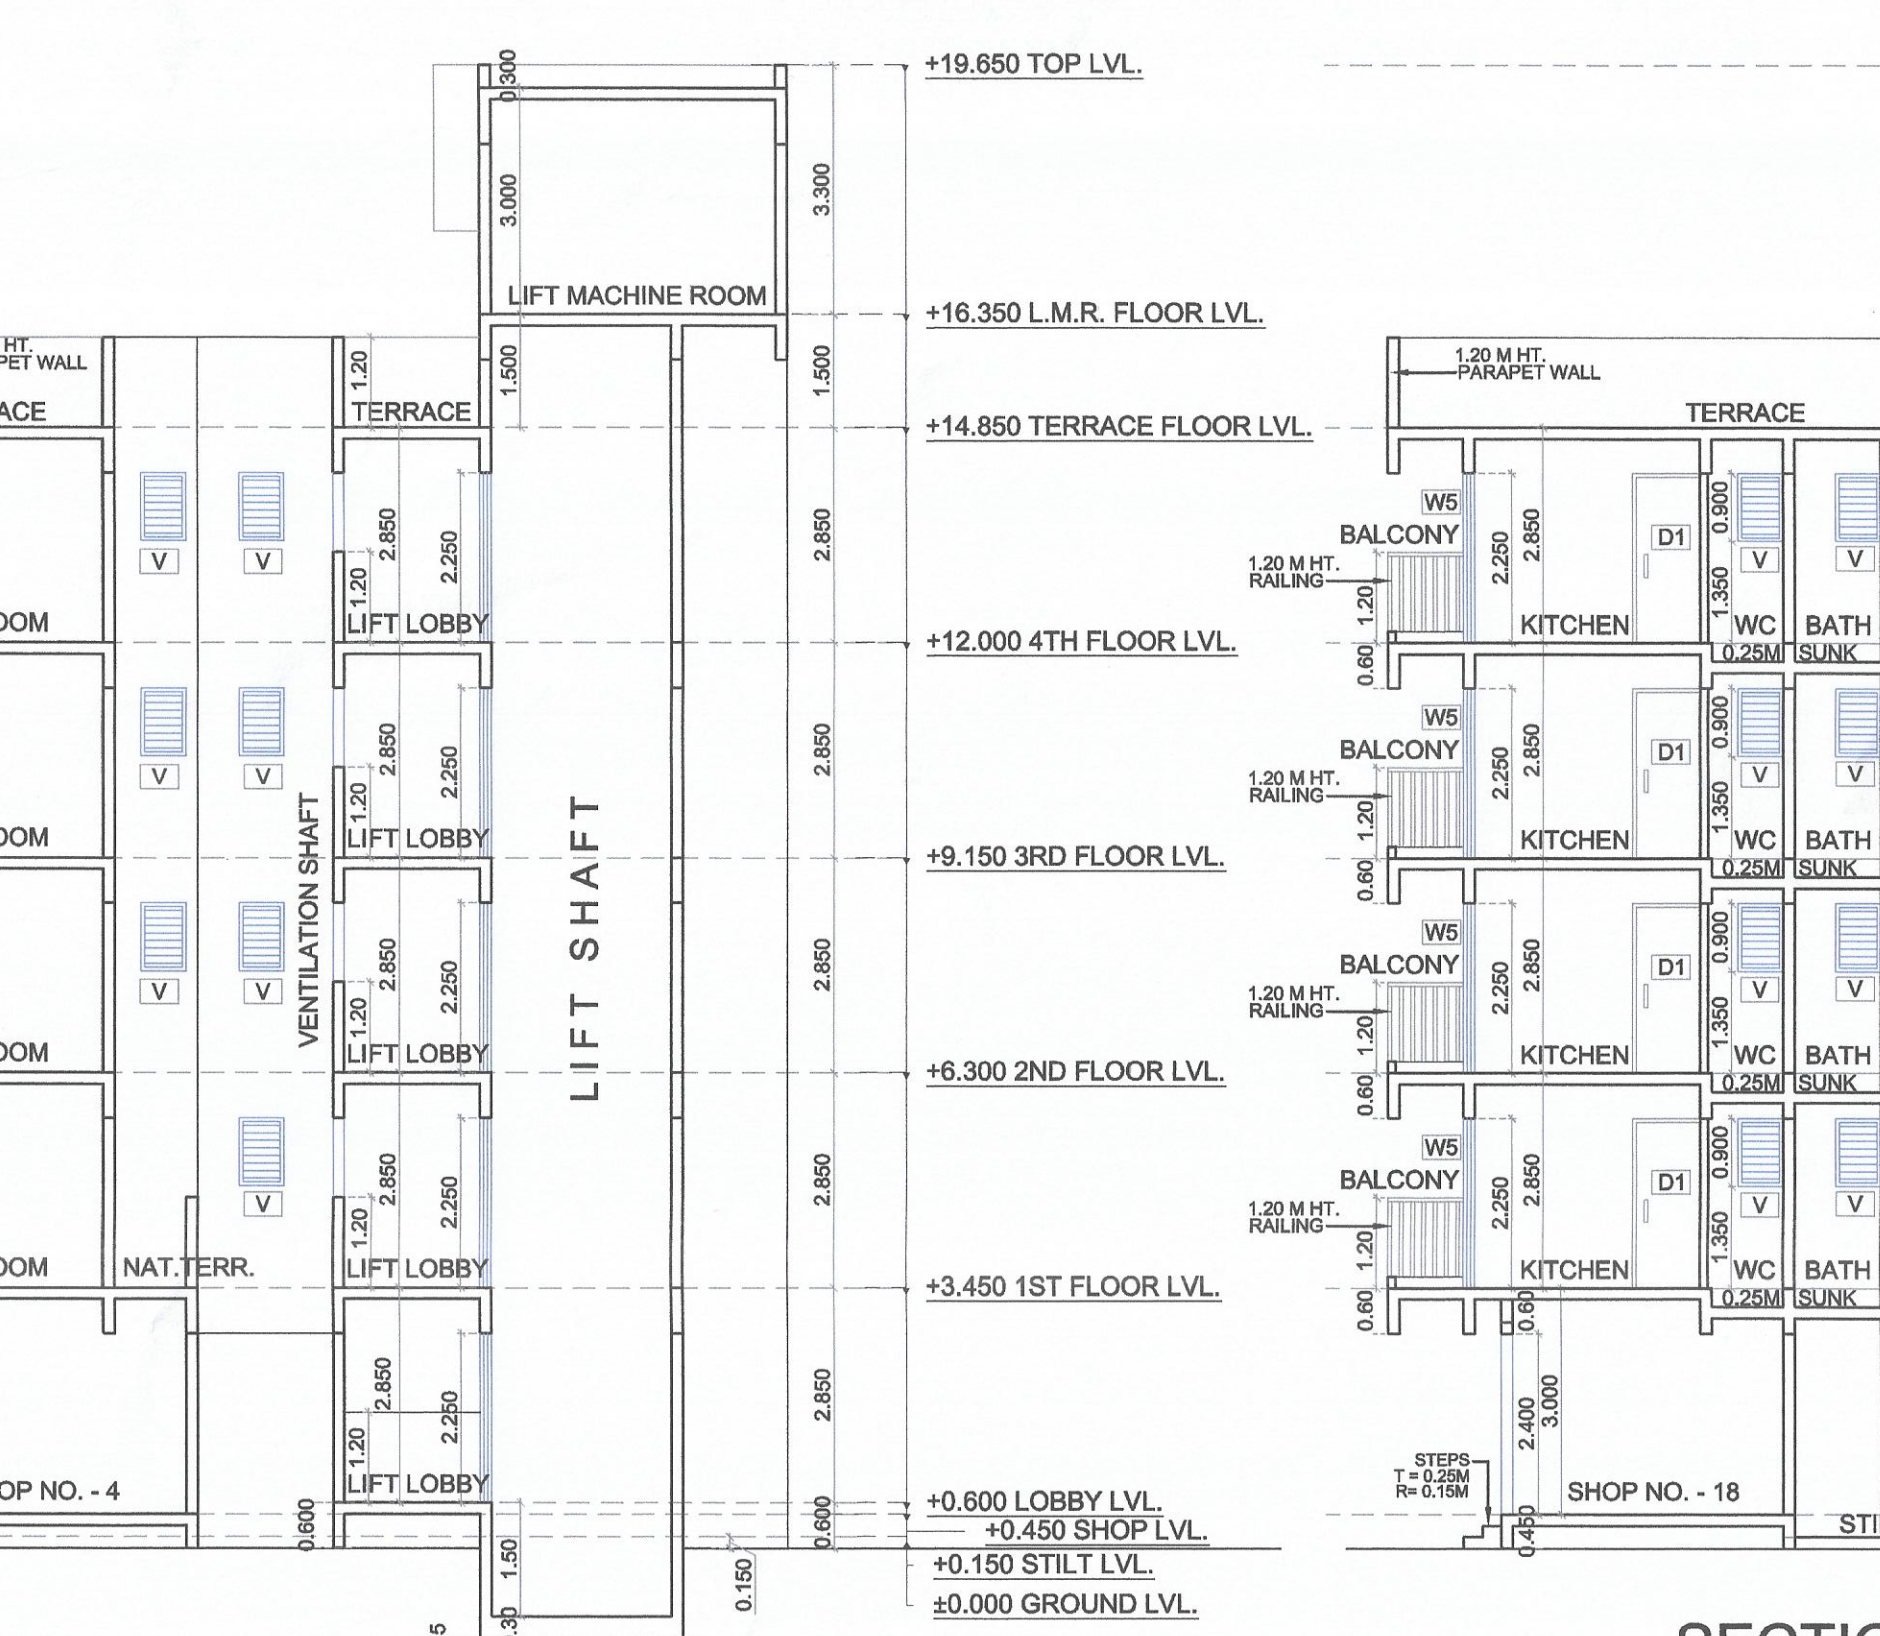 0.300
+19.650 TOP LVL.
3.000
3.300
LIFT MACHINE ROOM
+16.350 L.M.R. FLOOR LVL.
HT.
PET WALL
1.20
1.500
1.500
1.20 M HT.
PARAPET WALL
ACE
TERRACE
+14.850 TERRACE FLOOR LVL.
TERRACE
V
V
2.850
2.250
1.20
2.850
W5
BALCONY
1.20 M HT.
RAILING
1.20
2.250
2.850
D1
0.900
1.350
V
V
OOM
LIFT LOBBY
+12.000 4TH FLOOR LVL.
KITCHEN
WC
BATH
0.60
0.25M
SUNK
V
V
2.850
2.250
1.20
2.850
W5
BALCONY
1.20 M HT.
RAILING
1.20
2.250
2.850
D1
0.900
1.350
V
V
OOM
VENTILATION SHAFT
LIFT LOBBY
LIFT SHAFT
+9.150 3RD FLOOR LVL.
KITCHEN
WC
BATH
0.60
0.25M
SUNK
V
V
2.850
2.250
1.20
2.850
W5
BALCONY
1.20 M HT.
RAILING
1.20
2.250
2.850
D1
0.900
1.350
V
V
OOM
LIFT LOBBY
+6.300 2ND FLOOR LVL.
KITCHEN
WC
BATH
0.60
0.25M
SUNK
V
2.850
2.250
1.20
2.850
W5
BALCONY
1.20 M HT.
RAILING
1.20
2.250
2.850
D1
0.900
1.350
V
V
OOM
NAT.TERR.
LIFT LOBBY
+3.450 1ST FLOOR LVL.
KITCHEN
WC
BATH
0.60
0.60
0.25M
SUNK
2.850
2.250
1.20
2.850
2.400
3.000
OP NO. - 4
LIFT LOBBY
STEPS
T = 0.25M
R= 0.15M
SHOP NO. - 18
0.600
0.600
+0.600 LOBBY LVL.
+0.450 SHOP LVL.
0.450
STI
1.50
0.150
+0.150 STILT LVL.
±0.000 GROUND LVL.
.30
5
SECTIO